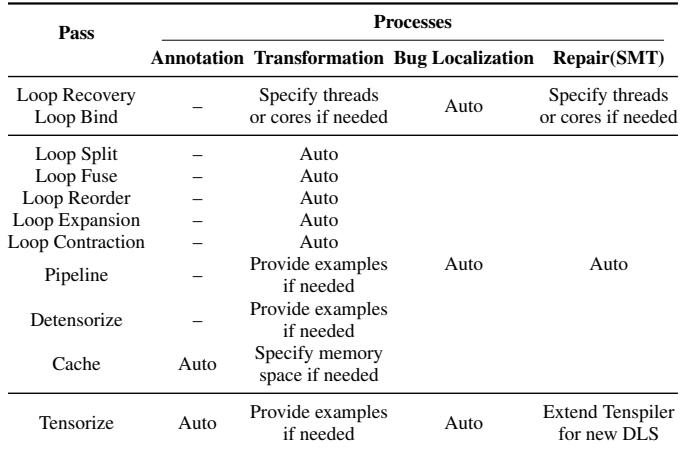 Pass
Processes
Annotation Transformation Bug Localization Repair(SMT)
Loop Recovery
Loop Bind
–
Specify threads
or cores if needed
Auto
Specify threads
or cores if needed
Loop Split – Auto
Loop Fuse – Auto
Loop Reorder – Auto
Loop Expansion – Auto
Loop Contraction – Auto
Pipeline
–
Provide examples
if needed
Auto
Auto
Detensorize
–
Provide examples
if needed
Cache
Auto
Specify memory
space if needed
Tensorize
Auto
Provide examples
if needed
Auto
Extend Tenspiler
for new DLS